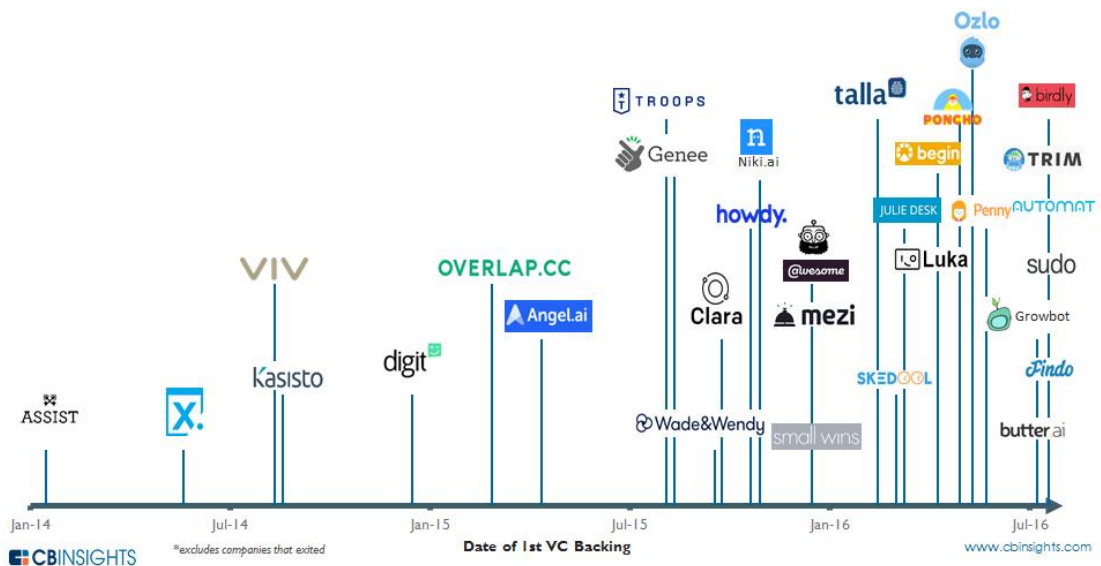 Ozlo
talla
TROOPS
PONCHO
birdly
n
Niki.ai
Genee
begin
TRIM
howdy.
JULIE DESK
Penny
AUTOMAT
VIV
OVERLAP.CC
@wesome
Luka
sudo
Angel.ai
Clara
mezi
Growbot
digit
Kasisto
SKEDOOL
Findo
ASSIST
X.
Wade&Wendy
small wins
butter.ai
Jan-14
Jul-14
Jan-15
Jul-15
Jan-16
Jul-16
CBINSIGHTS
*excludes companies that exited
Date of 1st VC Backing
www.cbinsights.com